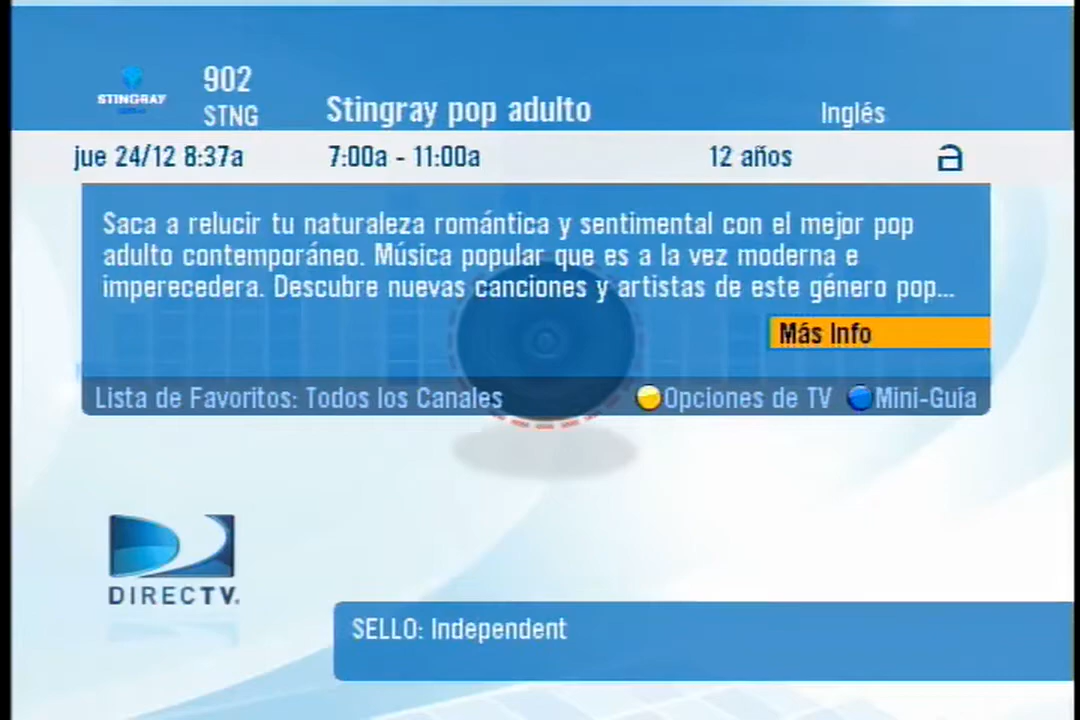 STINGRAY
902
STNG
Stingray pop adulto
Inglés
jue 24/12 8:37a
7:00a - 11:00a
12 años
a
Saca a relucir tu naturaleza romántica y sentimental con el mejor pop
adulto contemporáneo. Música popular que es a la vez moderna e
imperecedera. Descubre nuevas canciones y artistas de este género pop...
Más Info
Lista de Favoritos: Todos los Canales
Opciones de TV
Mini-Guía
DIRECTV.
SELLO: Independent